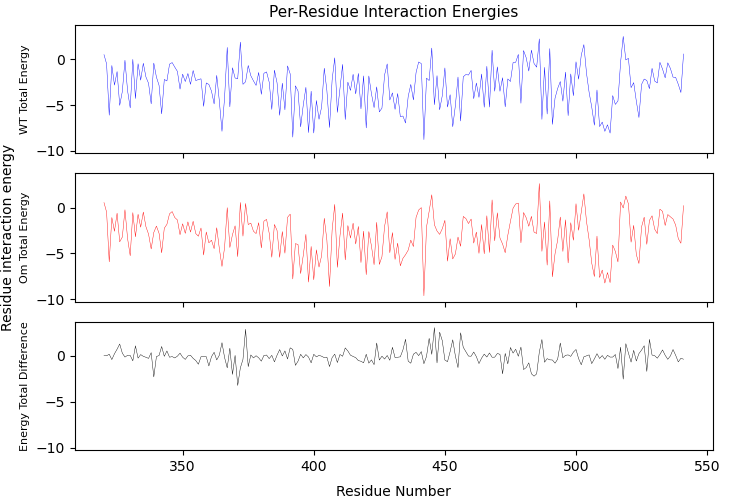 Per-Residue Interaction Energies
Residue interaction energy
WT Total Energy
0
−5
−10
Om Total Energy
0
−5
−10
Energy Total Difference
0
−5
−10
350 400 450 500 550
Residue Number